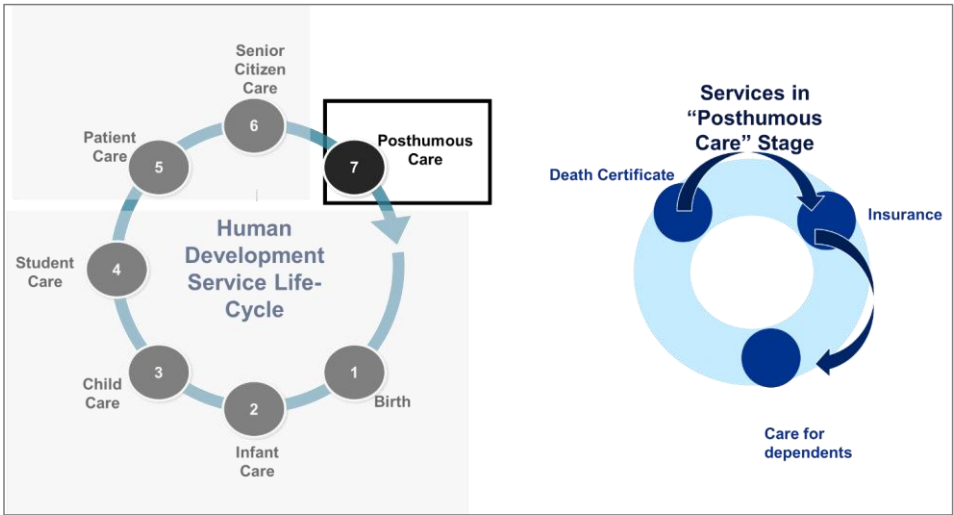 Senior
Citizen
Care
6
Patient
Care
5
Posthumous
Care
7
Human
Development
Service Life-
Cycle
Student
Care
4
Child
Care
3
Infant
Care
2
Birth
1
Services in
“Posthumous
Care” Stage
Death Certificate
Insurance
Care for
dependents